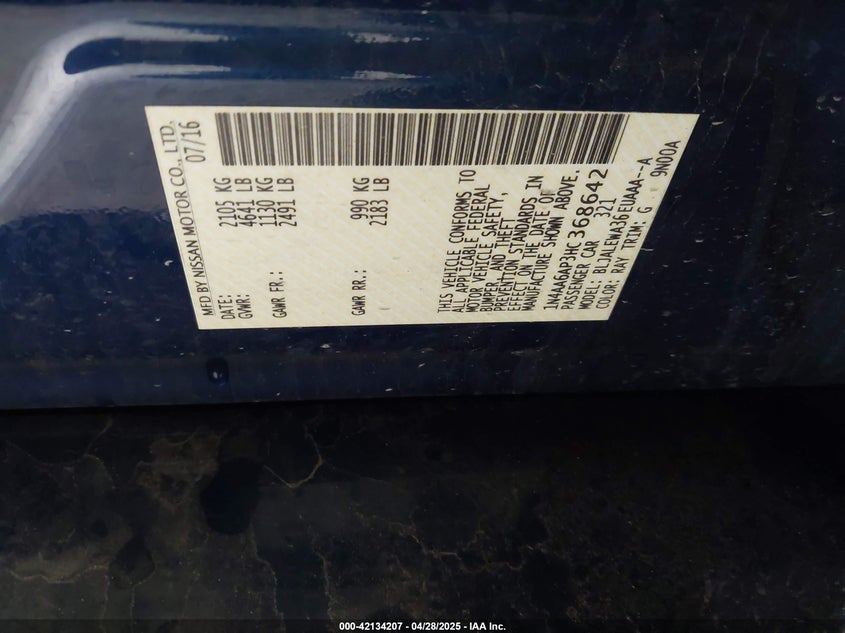 MFD BY NISSAN MOTOR CO., LTD.
DATE: 07/16
GVWR: 2105 KG
4641 LB
GAWR FR.: 1130 KG
2491 LB
GAWR RR.: 990 KG
2183 LB
THIS VEHICLE CONFORMS TO
ALL APPLICABLE FEDERAL
MOTOR VEHICLE SAFETY,
BUMPER, AND THEFT
PREVENTION STANDARDS IN
EFFECT ON THE DATE OF
MANUFACTURE SHOWN ABOVE.
1N4AA6AP3HC368642
PASSENGER CAR 321
MODEL: BLJALEWA36EUAAA--A
COLOR: RAY TRIM: G 9N00A
000-42134207 - 04/28/2025 - IAA Inc.